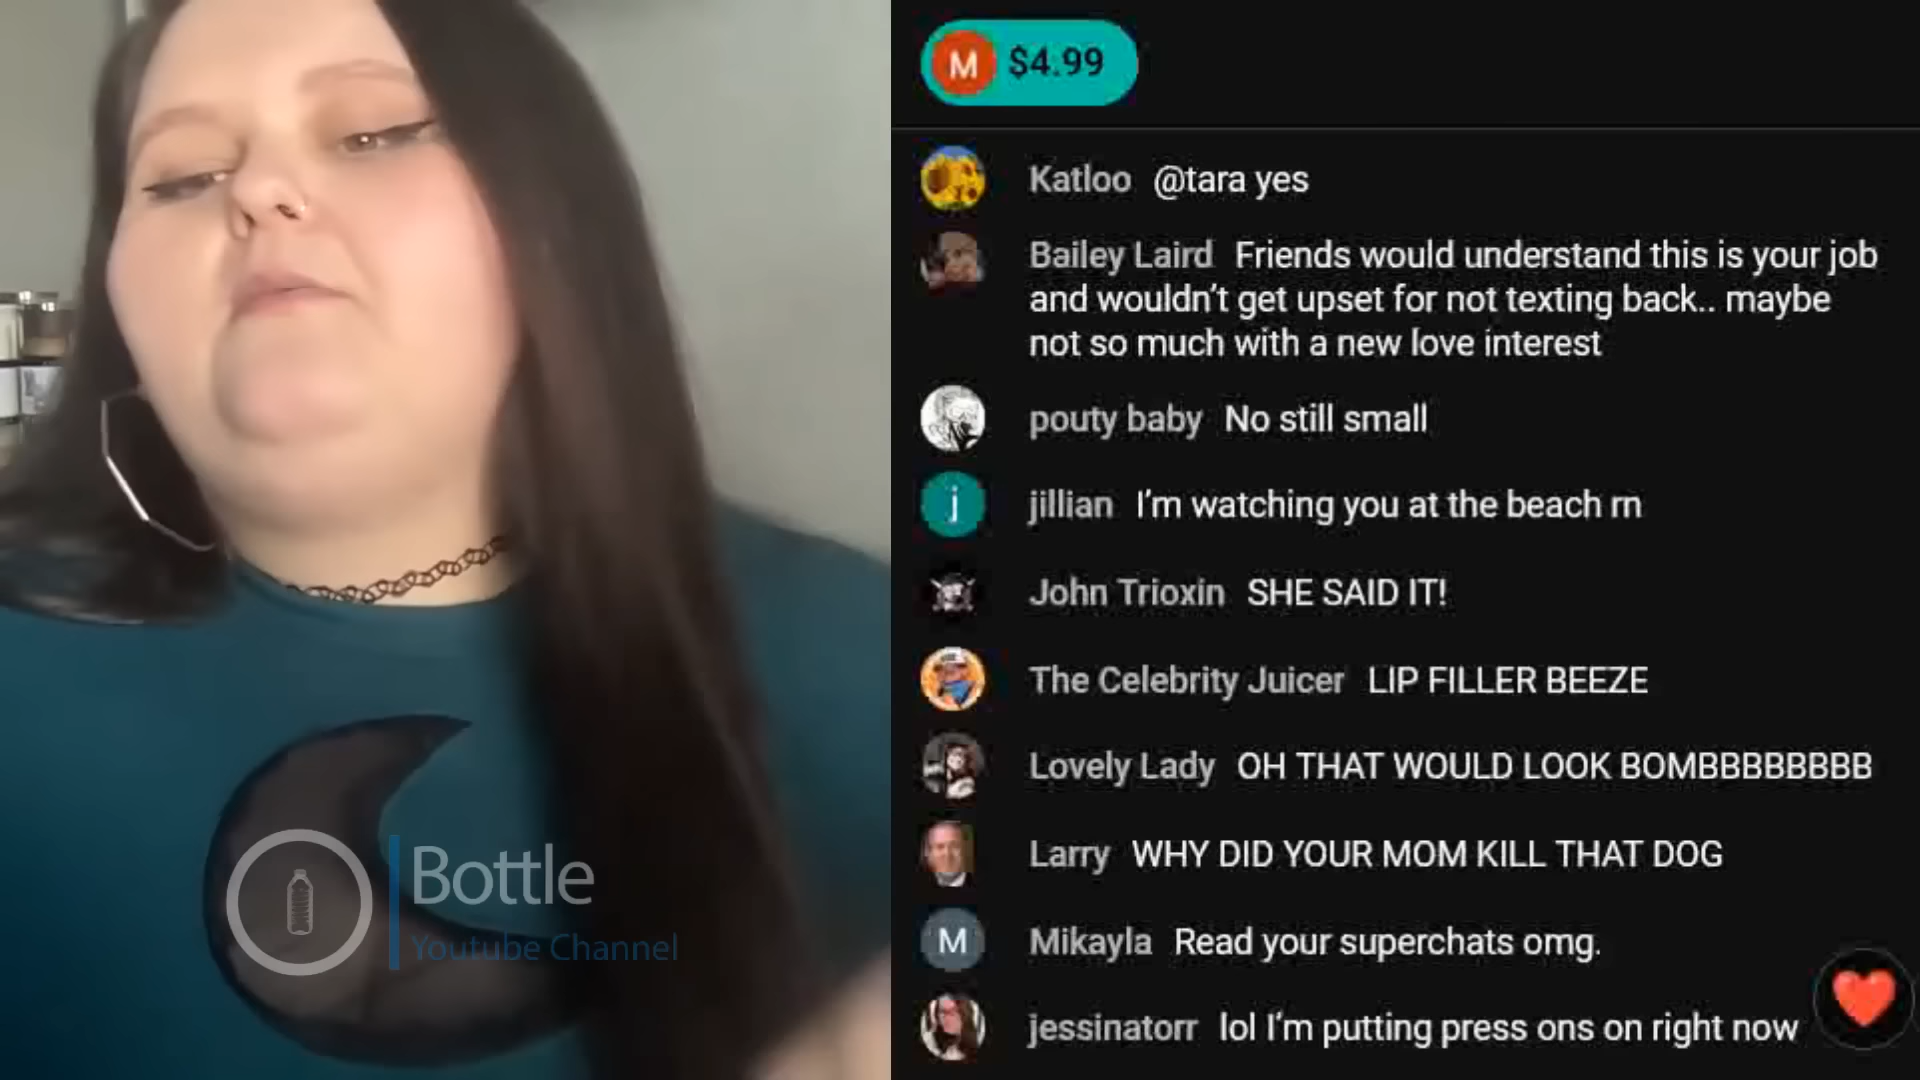 M $4.99
Katloo @tara yes
Bailey Laird Friends would understand this is your job
and wouldn't get upset for not texting back.. maybe
not so much with a new love interest
pouty baby No still small
j jillian I'm watching you at the beach rn
John Trioxin SHE SAID IT!
The Celebrity Juicer LIP FILLER BEEZE
Lovely Lady OH THAT WOULD LOOK BOMBBBBBBBB
Larry WHY DID YOUR MOM KILL THAT DOG
M Mikayla Read your superchats omg.
jessinatorr lol I'm putting press ons on right now
Bottle
Youtube Channel